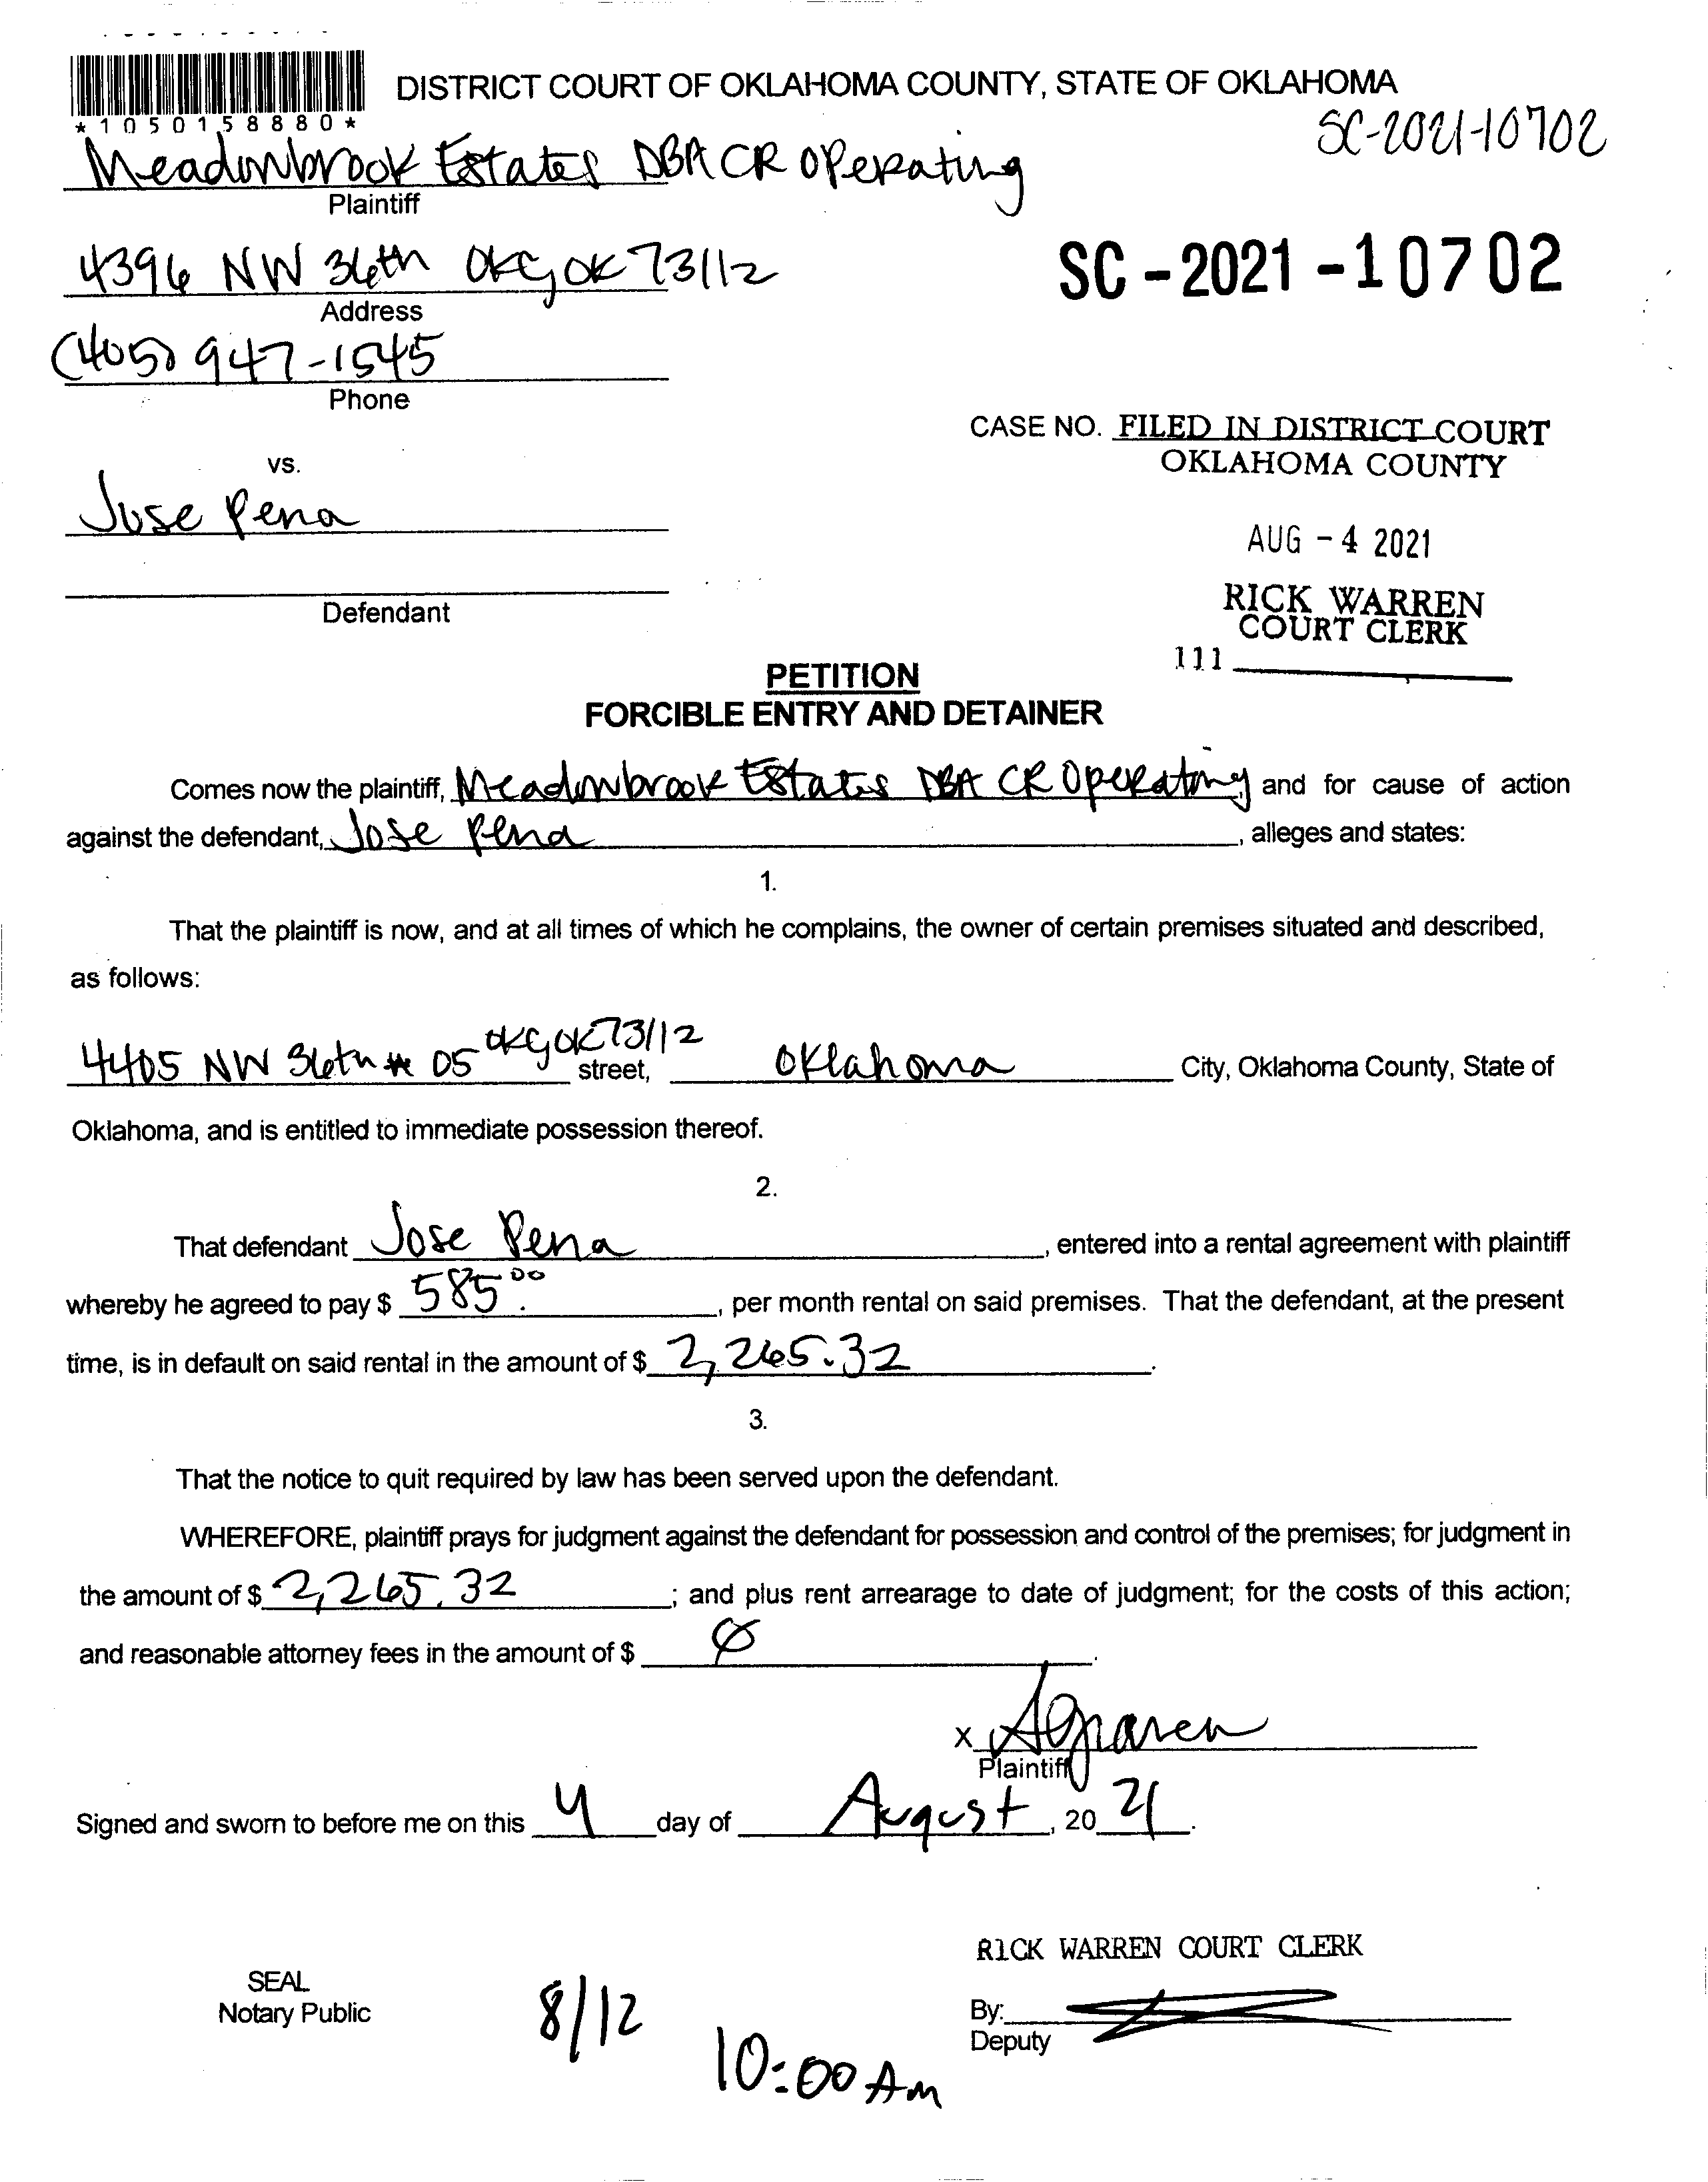 DISTRICT COURT OF OKLAHOMA COUNTY, STATE OF OKLAHOMA
*1050158880*
SC-2021-10702
Meadowbrook Estates DBA CR Operating
Plaintiff
4396 NW 36th OKC, OK 73112
SC-2021-10702
Address
(405) 947-1545
Phone
CASE NO. FILED IN DISTRICT COURT
OKLAHOMA COUNTY
vs.
Jose Pena
AUG -4 2021
Defendant
RICK WARREN
COURT CLERK
111
PETITION
FORCIBLE ENTRY AND DETAINER
Comes now the plaintiff, Meadowbrook Estates DBA CR Operating and for cause of action
against the defendant, Jose Pena, alleges and states:
1.
That the plaintiff is now, and at all times of which he complains, the owner of certain premises situated and described,
as follows:
4405 NW 36th # 05 OKC, OK 73112 street, Oklahoma City, Oklahoma County, State of
Oklahoma, and is entitled to immediate possession thereof.
2.
That defendant Jose Pena, entered into a rental agreement with plaintiff
whereby he agreed to pay $ 585.00, per month rental on said premises. That the defendant, at the present
time, is in default on said rental in the amount of $ 2,265.32.
3.
That the notice to quit required by law has been served upon the defendant.
WHEREFORE, plaintiff prays for judgment against the defendant for possession and control of the premises; for judgment in
the amount of $ 2,265.32; and plus rent arrearage to date of judgment; for the costs of this action;
and reasonable attorney fees in the amount of $ Ø.
X
Plaintiff
Signed and sworn to before me on this 4 day of August, 20 21.
RICK WARREN COURT CLERK
SEAL
Notary Public
8/12
By:
Deputy
10:00 AM